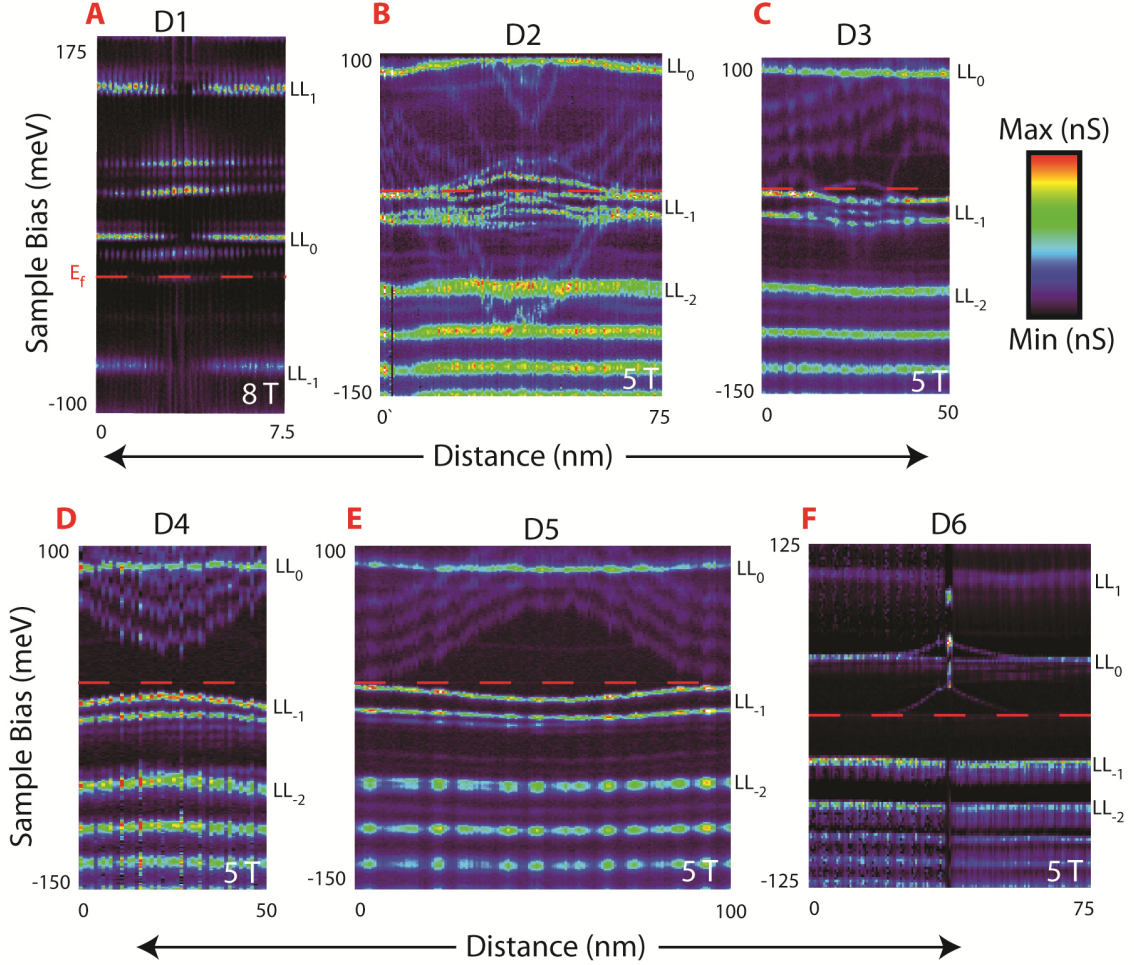 A
D1
175
LL1
LL0
Ef
LL-1
8 T
-100
0
7.5
Sample Bias (meV)
B
D2
100
LL0
LL-1
LL-2
5 T
-150
0`
75
C
D3
100
LL0
LL-1
LL-2
5 T
-150
0
50
Max (nS)
Min (nS)
Distance (nm)
D
D4
100
LL0
LL-1
LL-2
5 T
-150
0
50
Sample Bias (meV)
E
D5
100
LL0
LL-1
LL-2
5 T
-150
0
100
F
D6
125
LL1
LL0
LL-1
LL-2
5 T
-125
0
75
Distance (nm)